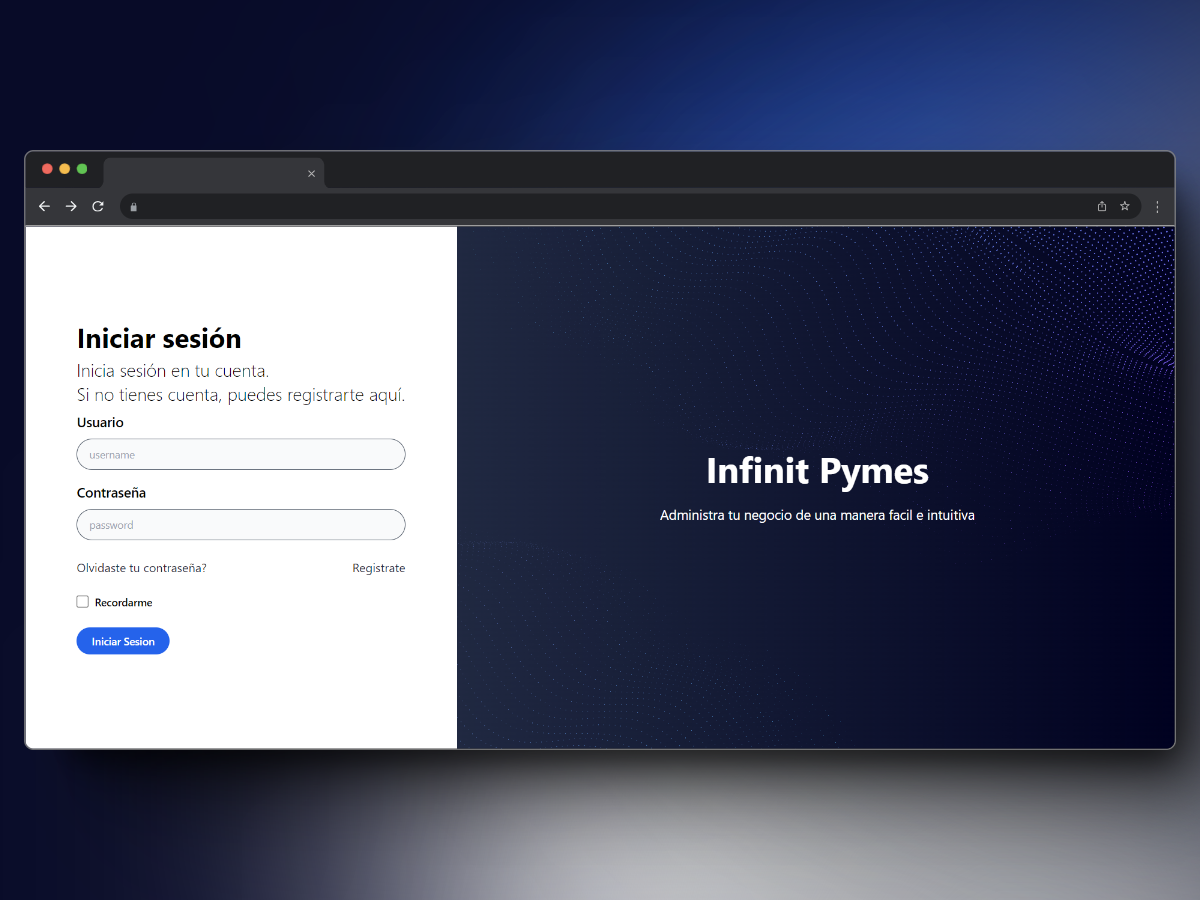 Iniciar sesión
Inicia sesión en tu cuenta.
Si no tienes cuenta, puedes registrarte aquí.
Usuario
username
Contraseña
password
Olvidaste tu contraseña?
Registrate
Recordarme
Iniciar Sesion
Infinit Pymes
Administra tu negocio de una manera facil e intuitiva